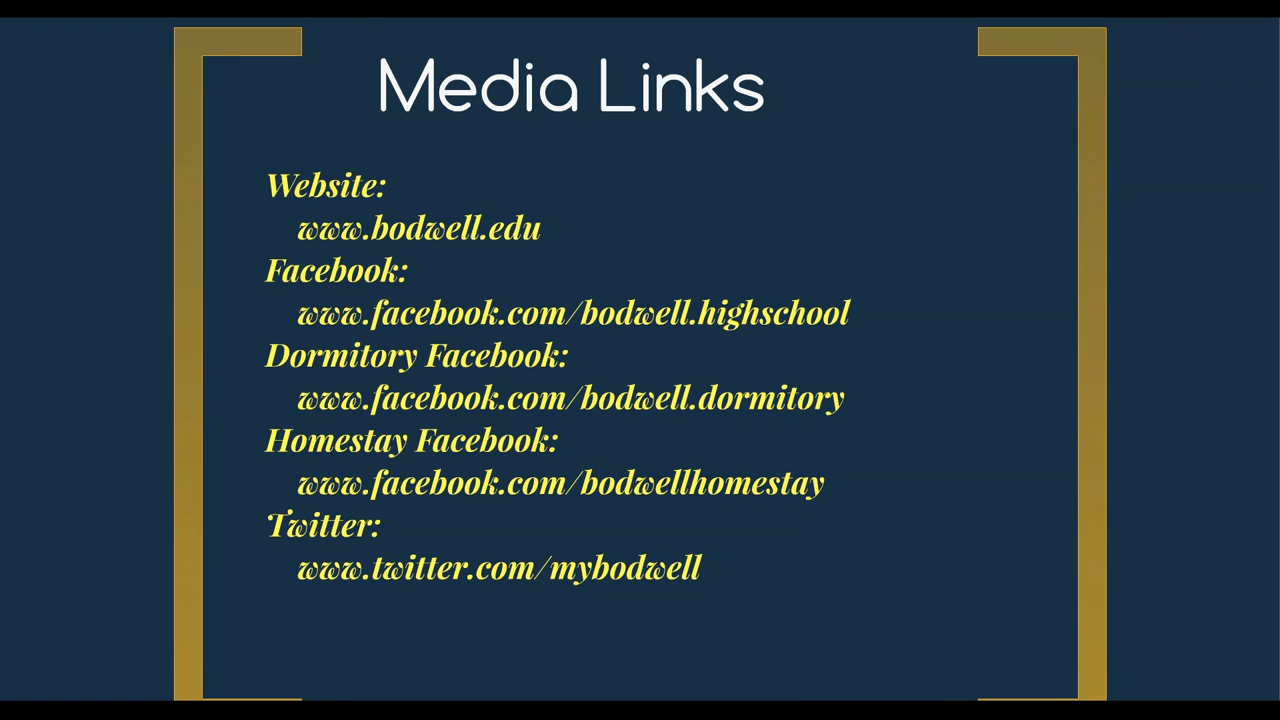 Media Links
Website:
www.bodwell.edu
Facebook:
www.facebook.com/bodwell.highschool
Dormitory Facebook:
www.facebook.com/bodwell.dormitory
Homestay Facebook:
www.facebook.com/bodwellhomestay
Twitter:
www.twitter.com/mybodwell